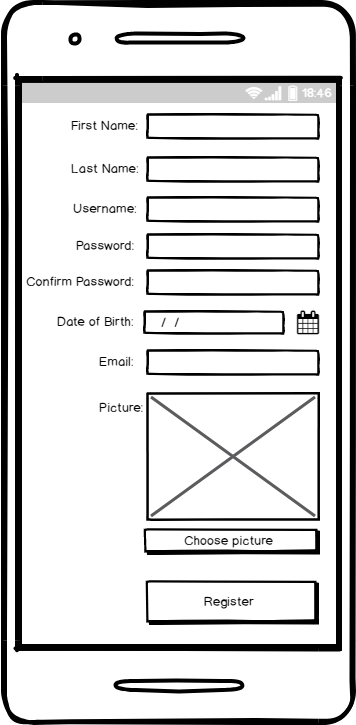 18:46
First Name:
Last Name:
Username:
Password:
Confirm Password:
Date of Birth: / /
Email:
Picture:
Choose picture
Register